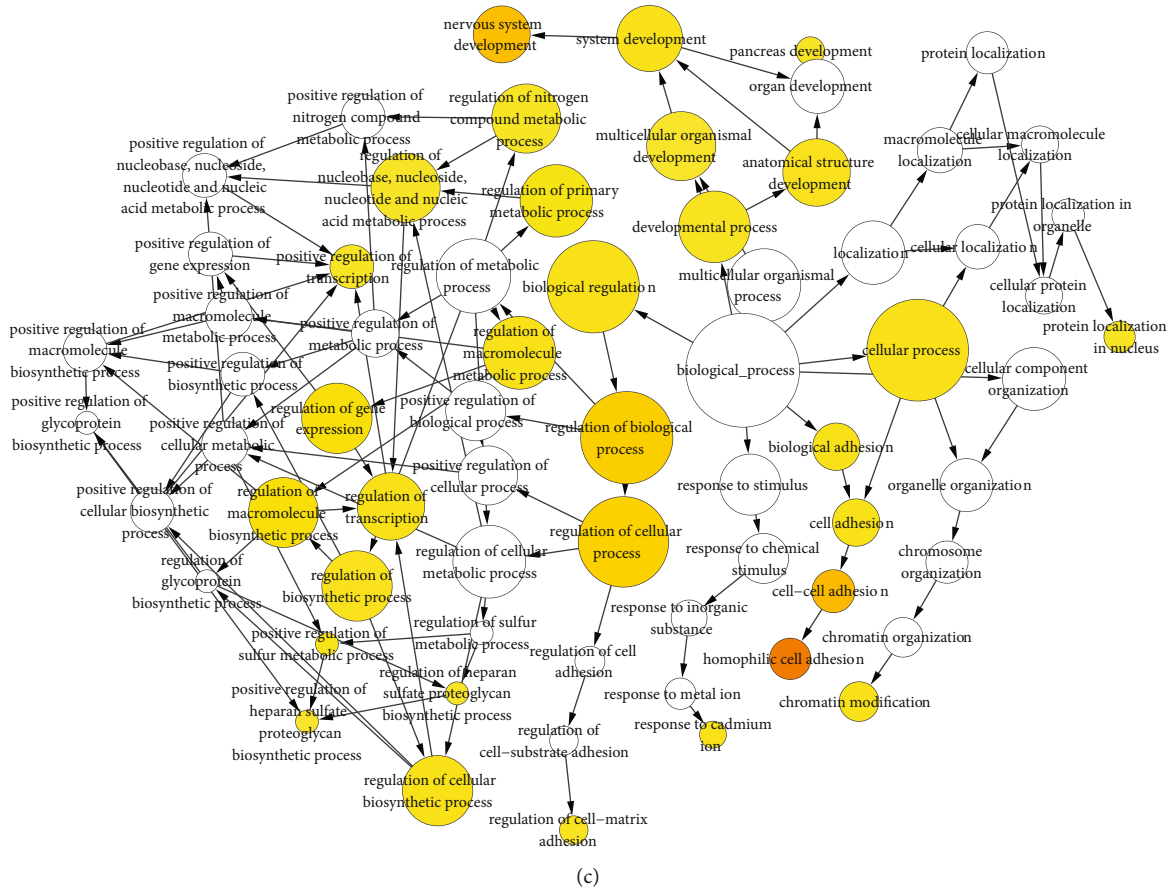 nervous system
development
system development
pancreas development
organ development
protein localization
positive regulation of
nitrogen compound
metabolic process
regulation of nitrogen
compound metabolic
process
multicellular organismal
development
anatomical structure
development
macromolecule
localization
cellular macromolecule
localization
positive regulation of
nucleobase, nucleoside,
nucleotide and nucleic
acid metabolic process
regulation of
nucleobase, nucleoside,
nucleotide and nucleic
acid metabolic process
regulation of primary
metabolic process
developmental process
protein localization in
organelle
positive regulation of
gene expression
positive regulation of
transcription
regulation of metabolic
process
biological regulation
multicellular organismal
process
localization
cellular localization
cellular protein
localization
positive regulation of
macromolecule
metabolic process
positive regulation of
macromolecule
biosynthetic process
positive regulation of
metabolic process
regulation of
macromolecule
metabolic process
biological_process
cellular process
protein localization
in nucleus
cellular component
organization
positive regulation of
biosynthetic process
positive regulation of
glycoprotein
biosynthetic process
regulation of gene
expression
positive regulation of
biological process
regulation of biological
process
biological adhesion
positive regulation of
cellular metabolic
process
positive regulation of
cellular process
response to stimulus
organelle organization
positive regulation of
cellular biosynthetic
process
regulation of
macromolecule
biosynthetic process
regulation of
transcription
regulation of cellular
process
cell adhesion
regulation of
glycoprotein
biosynthetic process
regulation of
biosynthetic process
regulation of cellular
metabolic process
response to chemical
stimulus
chromosome
organization
cell−cell adhesion
response to inorganic
substance
positive regulation of
sulfur metabolic process
regulation of sulfur
metabolic process
regulation of cell
adhesion
homophilic cell adhesion
chromatin organization
positive regulation of
heparan sulfate
proteoglycan
biosynthetic process
regulation of heparan
sulfate proteoglycan
biosynthetic process
response to metal ion
chromatin modification
regulation of
cell−substrate adhesion
response to cadmium
ion
regulation of cellular
biosynthetic process
regulation of cell−matrix
adhesion
(c)